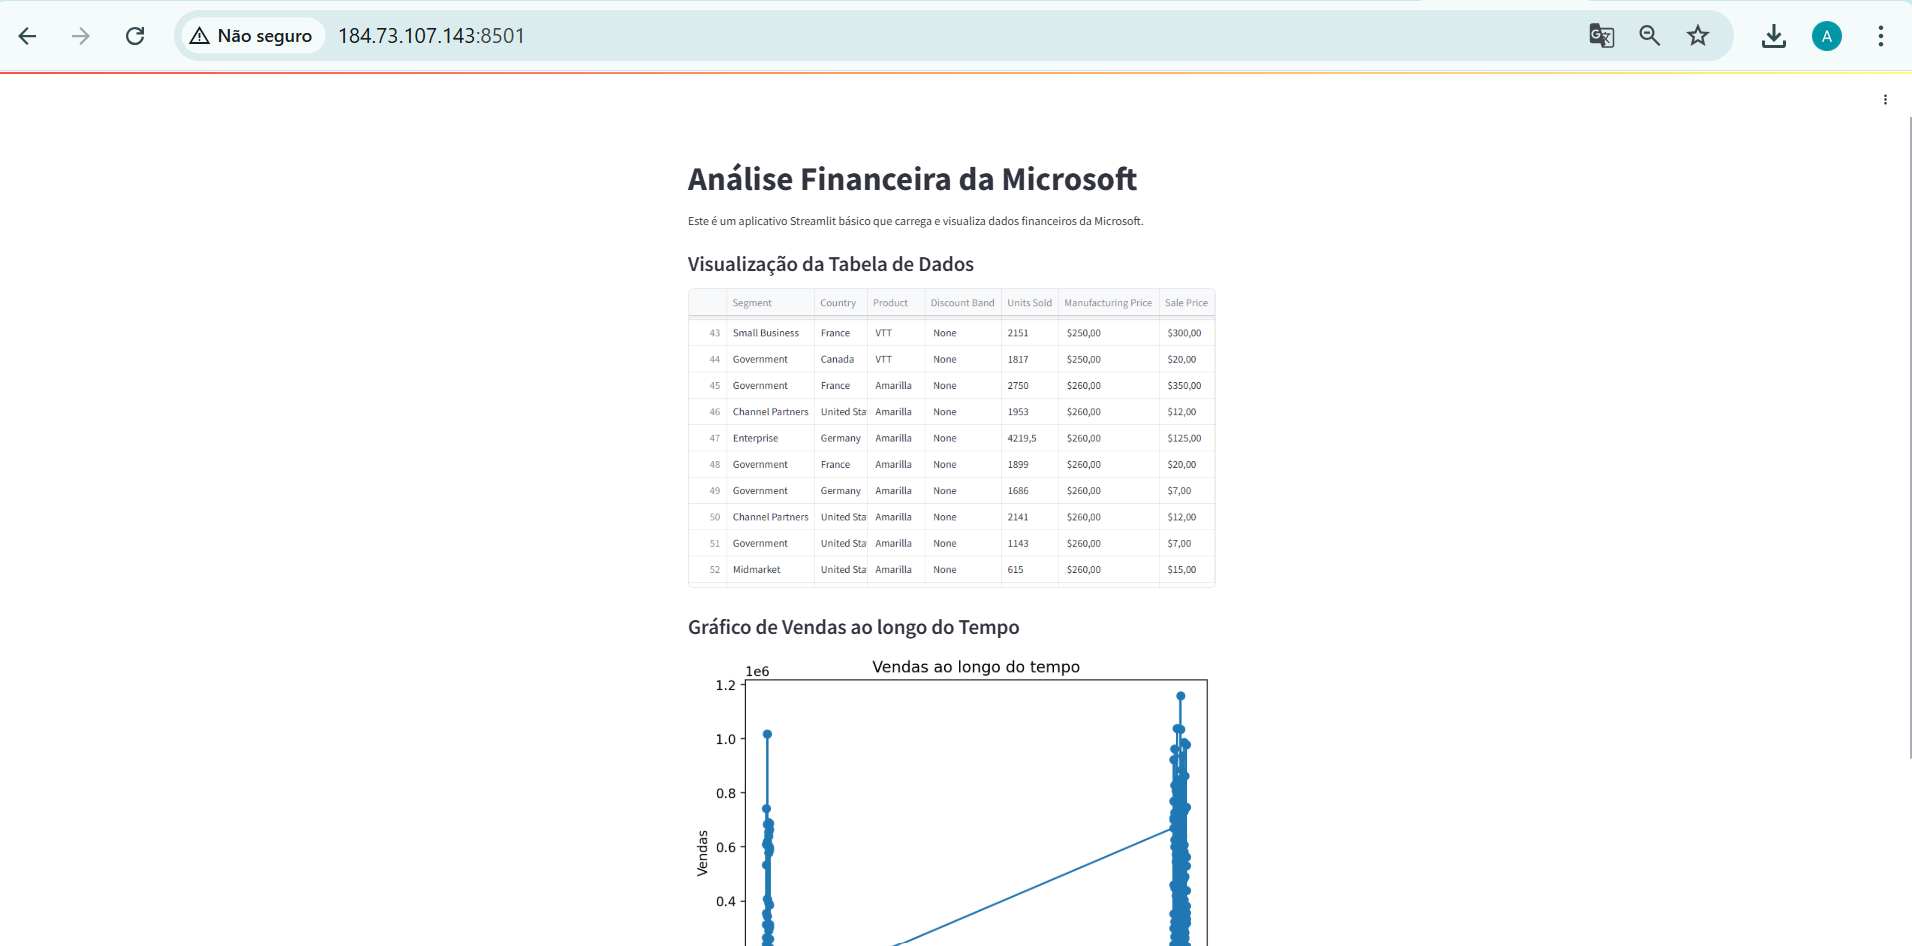 Não seguro 184.73.107.143:8501 A
Análise Financeira da Microsoft
Este é um aplicativo Streamlit básico que carrega e visualiza dados financeiros da Microsoft.
Visualização da Tabela de Dados
Segment Country Product Discount Band Units Sold Manufacturing Price Sale Price
43 Small Business France VTT None 2151 $250,00 $300,00
44 Government Canada VTT None 1817 $250,00 $20,00
45 Government France Amarilla None 2750 $260,00 $350,00
46 Channel Partners United Sta Amarilla None 1953 $260,00 $12,00
47 Enterprise Germany Amarilla None 4219,5 $260,00 $125,00
48 Government France Amarilla None 1899 $260,00 $20,00
49 Government Germany Amarilla None 1686 $260,00 $7,00
50 Channel Partners United Sta Amarilla None 2141 $260,00 $12,00
51 Government United Sta Amarilla None 1143 $260,00 $7,00
52 Midmarket United Sta Amarilla None 615 $260,00 $15,00
Gráfico de Vendas ao longo do Tempo
Vendas ao longo do tempo
1e6
1.2
1.0
0.8
0.6
0.4
Vendas